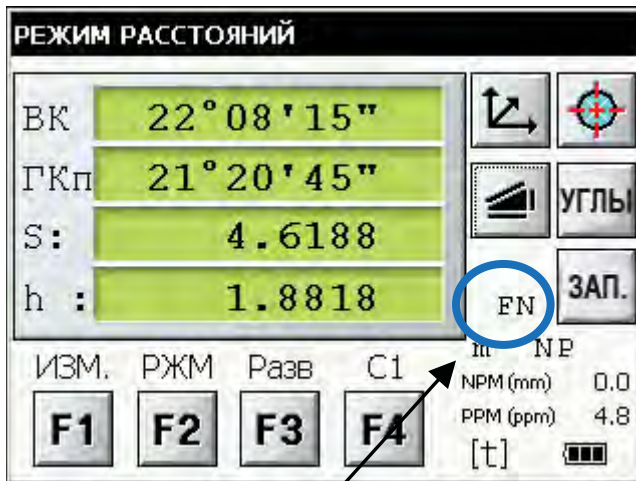 РЕЖИМ РАССТОЯНИЙ
ВК 22°08'15"
ГКп 21°20'45"
S: 4.6188
h : 1.8818
УГЛЫ
FN
ЗАП.
m NP
NPM (mm) 0.0
PPM (ppm) 4.8
[t]
ИЗМ. РЖМ Разв С1
F1 F2 F3 F4